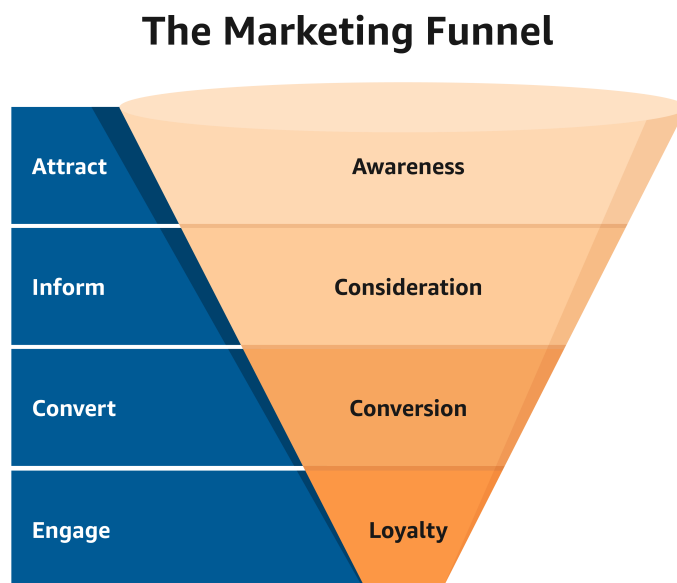 The Marketing Funnel
Attract
Awareness
Inform
Consideration
Convert
Conversion
Engage
Loyalty